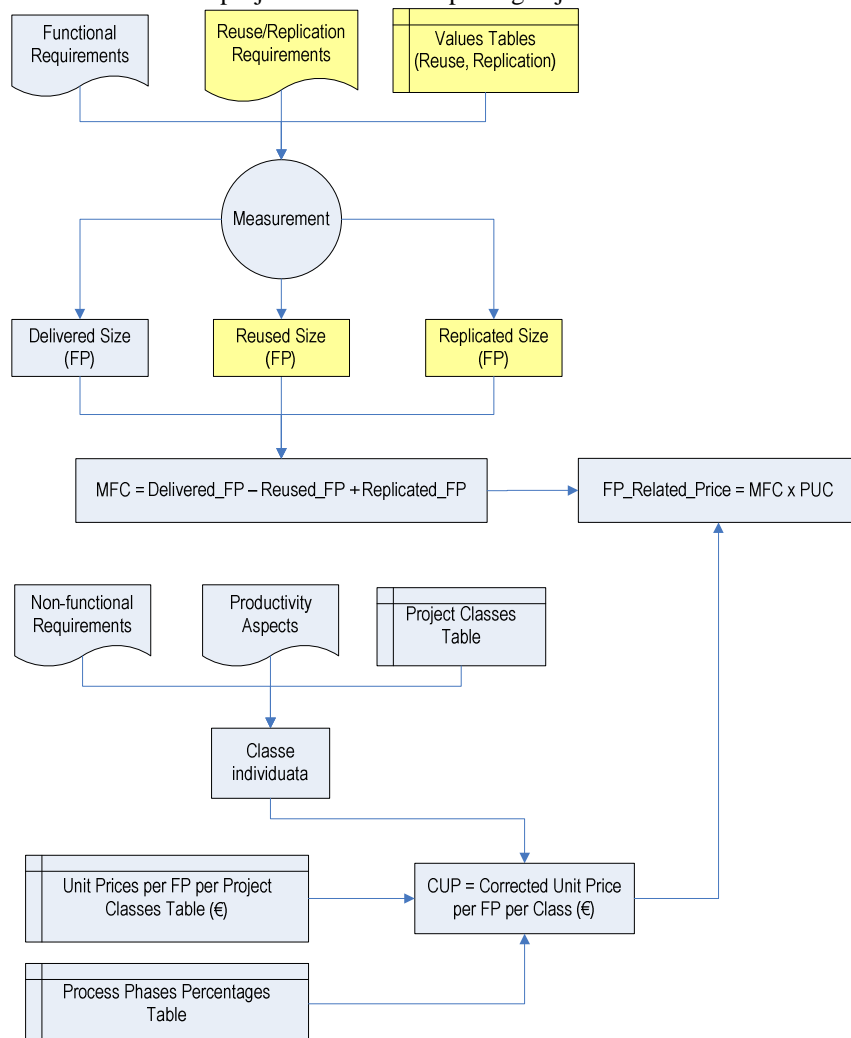 Functional
Requirements
Reuse/Replication
Requirements
Values Tables
(Reuse, Replication)
Measurement
Delivered Size
(FP)
Reused Size
(FP)
Replicated Size
(FP)
MFC = Delivered_FP – Reused_FP + Replicated_FP
FP_Related_Price = MFC x PUC
Non-functional
Requirements
Productivity
Aspects
Project Classes
Table
Classe
individuata
Unit Prices per FP per Project
Classes Table (€)
CUP = Corrected Unit Price
per FP per Class (€)
Process Phases Percentages
Table